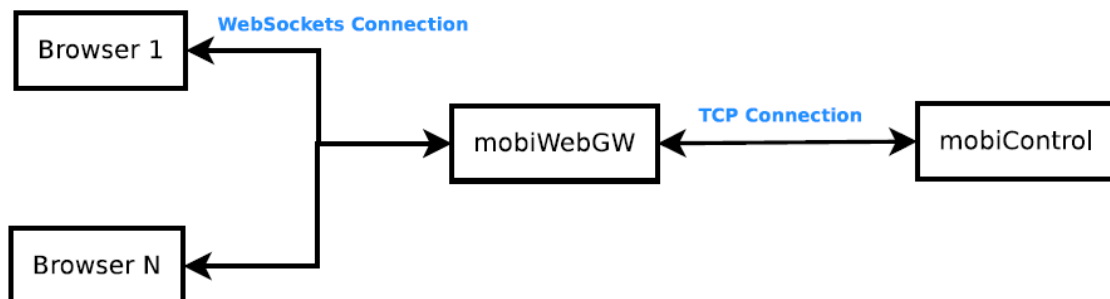 WebSockets Connection
Browser 1
TCP Connection
mobiWebGW
mobiControl
Browser N